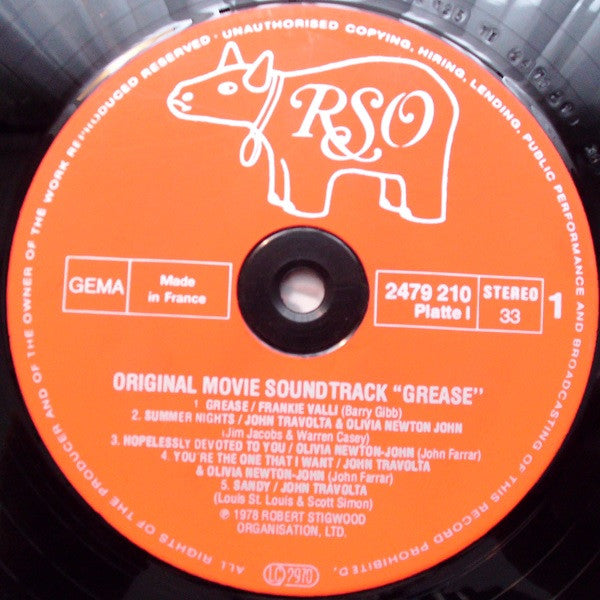 ALL RIGHTS OF THE PRODUCER AND OF THE OWNER OF THE WORK REPRODUCED RESERVED · UNAUTHORISED COPYING, HIRING, LENDING, PUBLIC PERFORMANCE AND BROADCASTING OF THIS RECORD PROHIBITED.
RSO
GEMA
Made
in France
2479 210
Platte I
STEREO
33
1
ORIGINAL MOVIE SOUNDTRACK "GREASE"
1 GREASE / FRANKIE VALLI (Barry Gibb)
2. SUMMER NIGHTS / JOHN TRAVOLTA & OLIVIA NEWTON JOHN
(Jim Jacobs & Warren Casey)
3. HOPELESSLY DEVOTED TO YOU / OLIVIA NEWTON-JOHN (John Farrar)
4. YOU'RE THE ONE THAT I WANT / JOHN TRAVOLTA
& OLIVIA NEWTON-JOHN (John Farrar)
5. SANDY / JOHN TRAVOLTA
(Louis St. Louis & Scott Simon)
℗ 1978 ROBERT STIGWOOD
ORGANISATION, LTD.
LC 2970